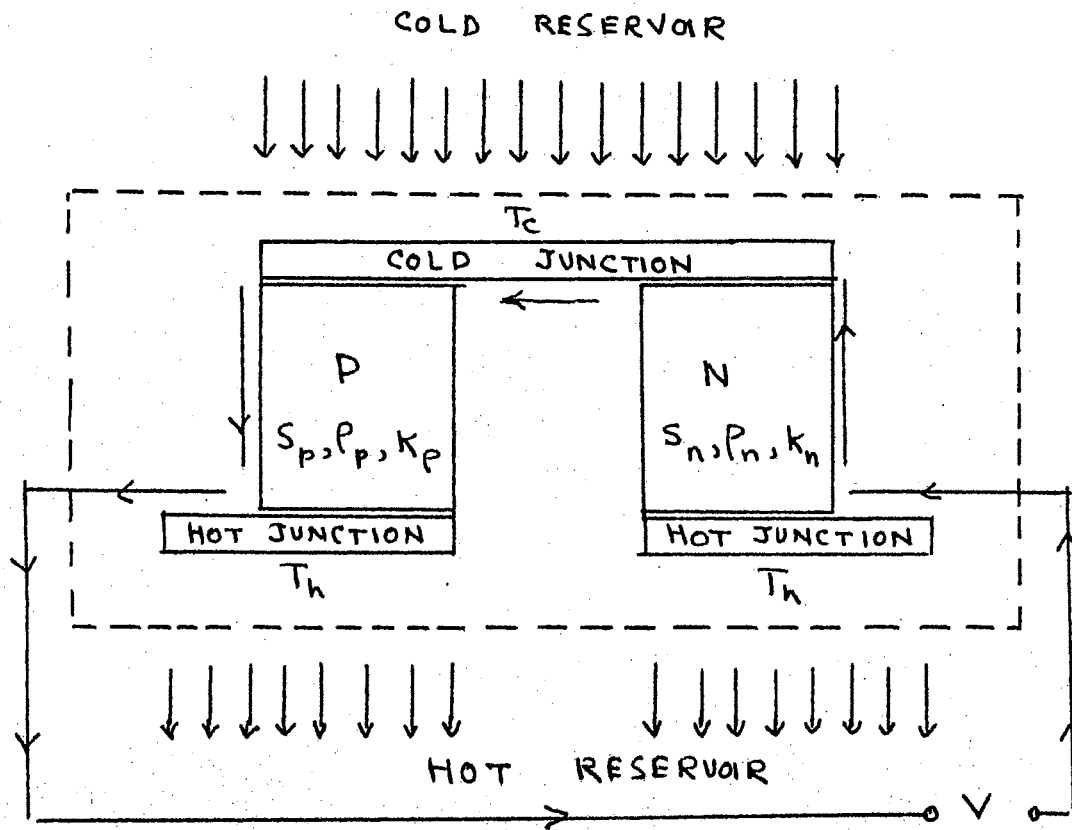 COLD RESERVOIR
Tc
COLD JUNCTION
P N
Sp, ρp, Kp Sn, ρn, Kn
HOT JUNCTION HOT JUNCTION
Th Th
HOT RESERVOIR
V